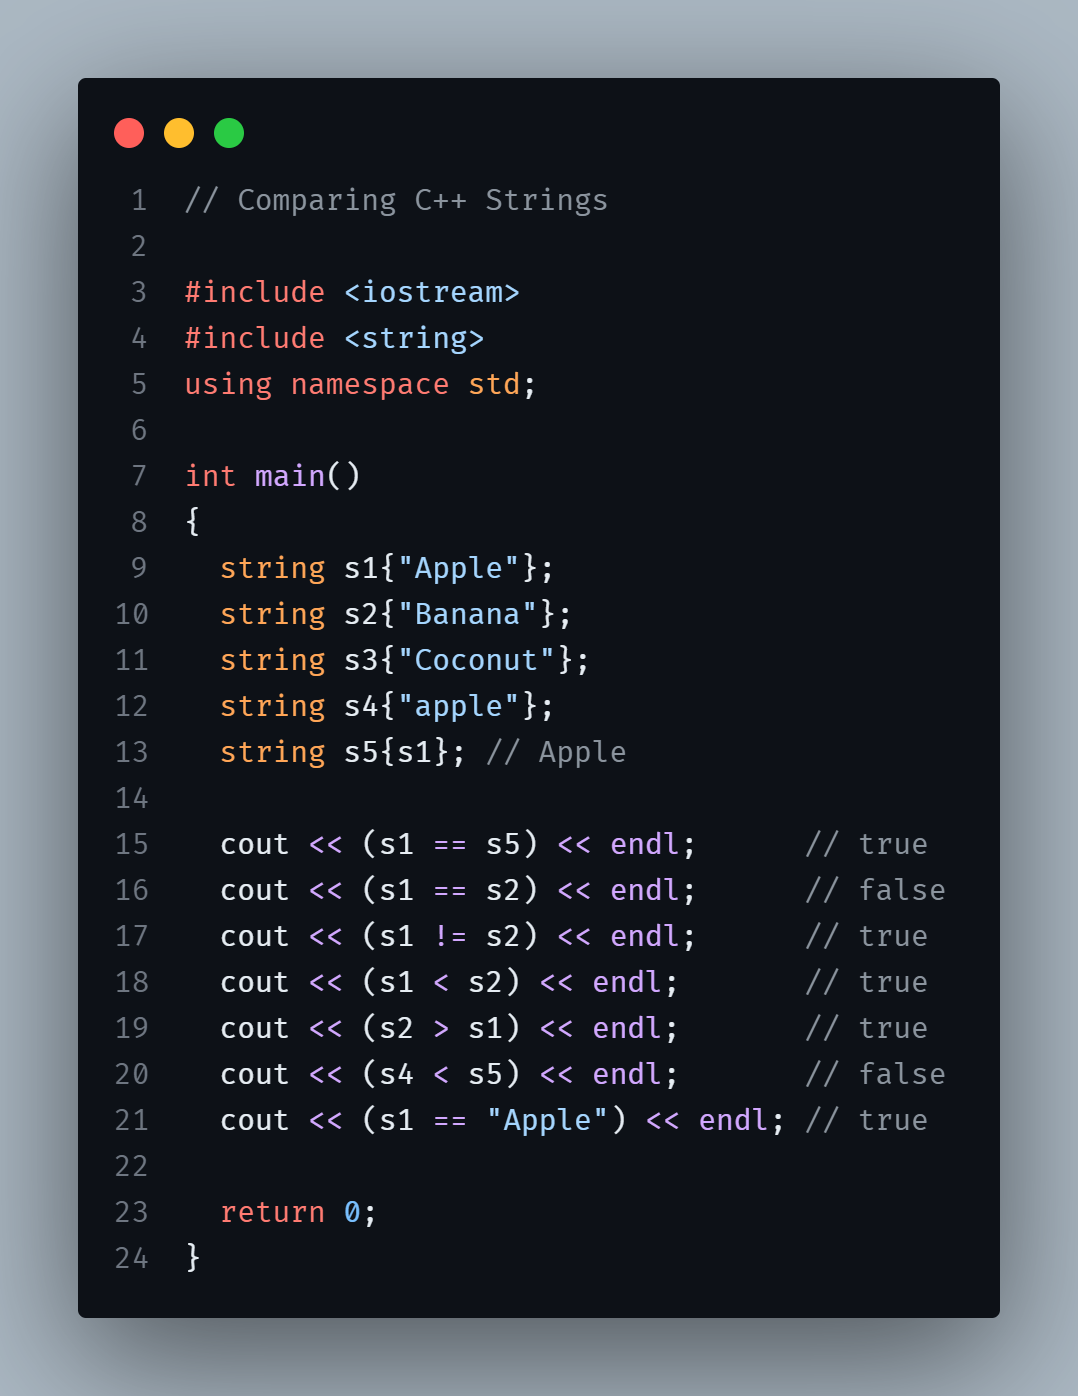 1 // Comparing C++ Strings
2
3 #include <iostream>
4 #include <string>
5 using namespace std;
6
7 int main()
8 {
9   string s1{"Apple"};
10   string s2{"Banana"};
11   string s3{"Coconut"};
12   string s4{"apple"};
13   string s5{s1}; // Apple
14
15   cout << (s1 == s5) << endl;      // true
16   cout << (s1 == s2) << endl;      // false
17   cout << (s1 != s2) << endl;      // true
18   cout << (s1 < s2) << endl;       // true
19   cout << (s2 > s1) << endl;       // true
20   cout << (s4 < s5) << endl;       // false
21   cout << (s1 == "Apple") << endl; // true
22
23   return 0;
24 }